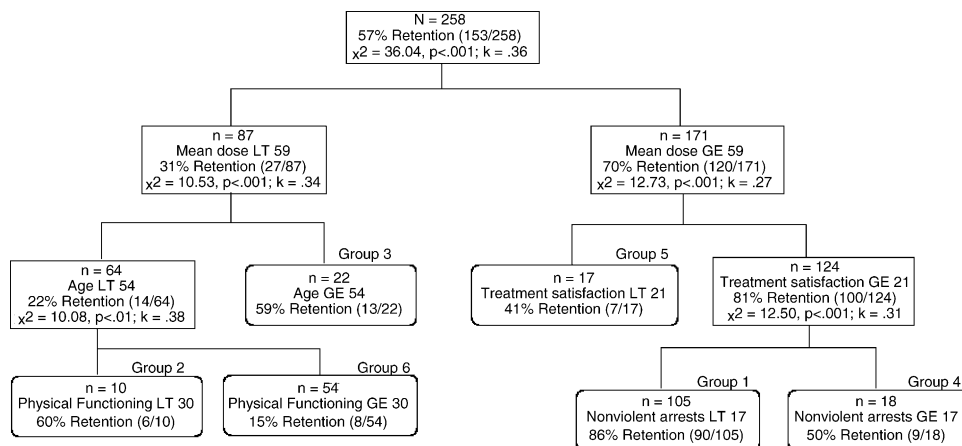 N = 258
57% Retention (153/258)
x2 = 36.04, p<.001; k = .36
n = 87
Mean dose LT 59
31% Retention (27/87)
x2 = 10.53, p<.001; k = .34
n = 171
Mean dose GE 59
70% Retention (120/171)
x2 = 12.73, p<.001; k = .27
n = 64
Age LT 54
22% Retention (14/64)
x2 = 10.08, p<.01; k = .38
Group 3
n = 22
Age GE 54
59% Retention (13/22)
Group 5
n = 17
Treatment satisfaction LT 21
41% Retention (7/17)
n = 124
Treatment satisfaction GE 21
81% Retention (100/124)
x2 = 12.50, p<.001; k = .31
Group 2
n = 10
Physical Functioning LT 30
60% Retention (6/10)
Group 6
n = 54
Physical Functioning GE 30
15% Retention (8/54)
Group 1
n = 105
Nonviolent arrests LT 17
86% Retention (90/105)
Group 4
n = 18
Nonviolent arrests GE 17
50% Retention (9/18)